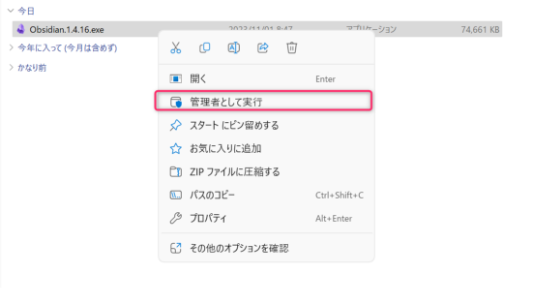 今日
Obsidian.1.4.16.exe 2023/11/01 8:47 アプリケーション 74,661 KB
今年に入って (今月は含めず)
かなり前
開く Enter
管理者として実行
スタート にピン留めする
お気に入りに追加
ZIP ファイルに圧縮する
パスのコピー Ctrl+Shift+C
プロパティ Alt+Enter
その他のオプションを確認